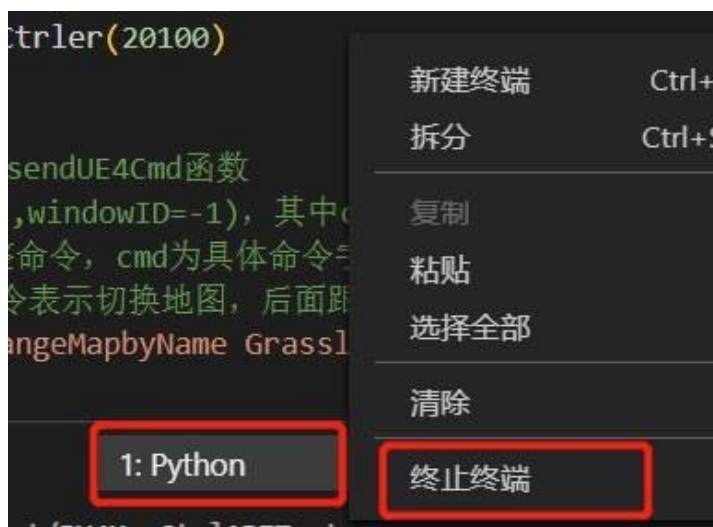 Ctrler(20100)
新建终端 Ctrl+
拆分 Ctrl+S
sendUE4Cmd函数
,windowID=-1), 其中
复制
命令, cmd为具体命令
粘贴
令表示切换地图, 后面跟
选择全部
angeMapbyName Grassl
清除
1: Python
终止终端